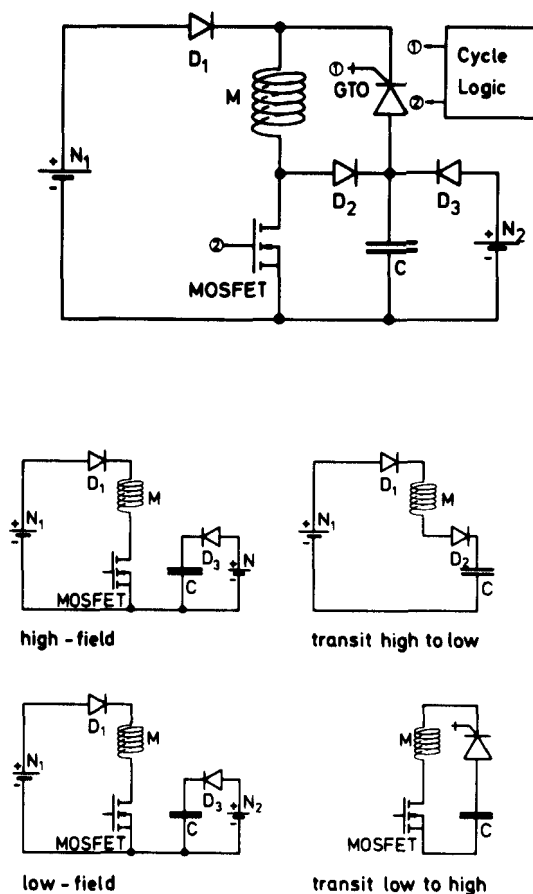 D1
M
①
GTO
①
②
Cycle
Logic
+
-
N1
D2
D3
②
MOSFET
C
+
-
N2
D1
M
+
-
N1
MOSFET
C
D3
+
-
N
high-field
D1
M
+
-
N1
D2
C
transit high to low
D1
M
+
-
N1
MOSFET
C
D3
+
-
N2
low-field
M
MOSFET
C
transit low to high